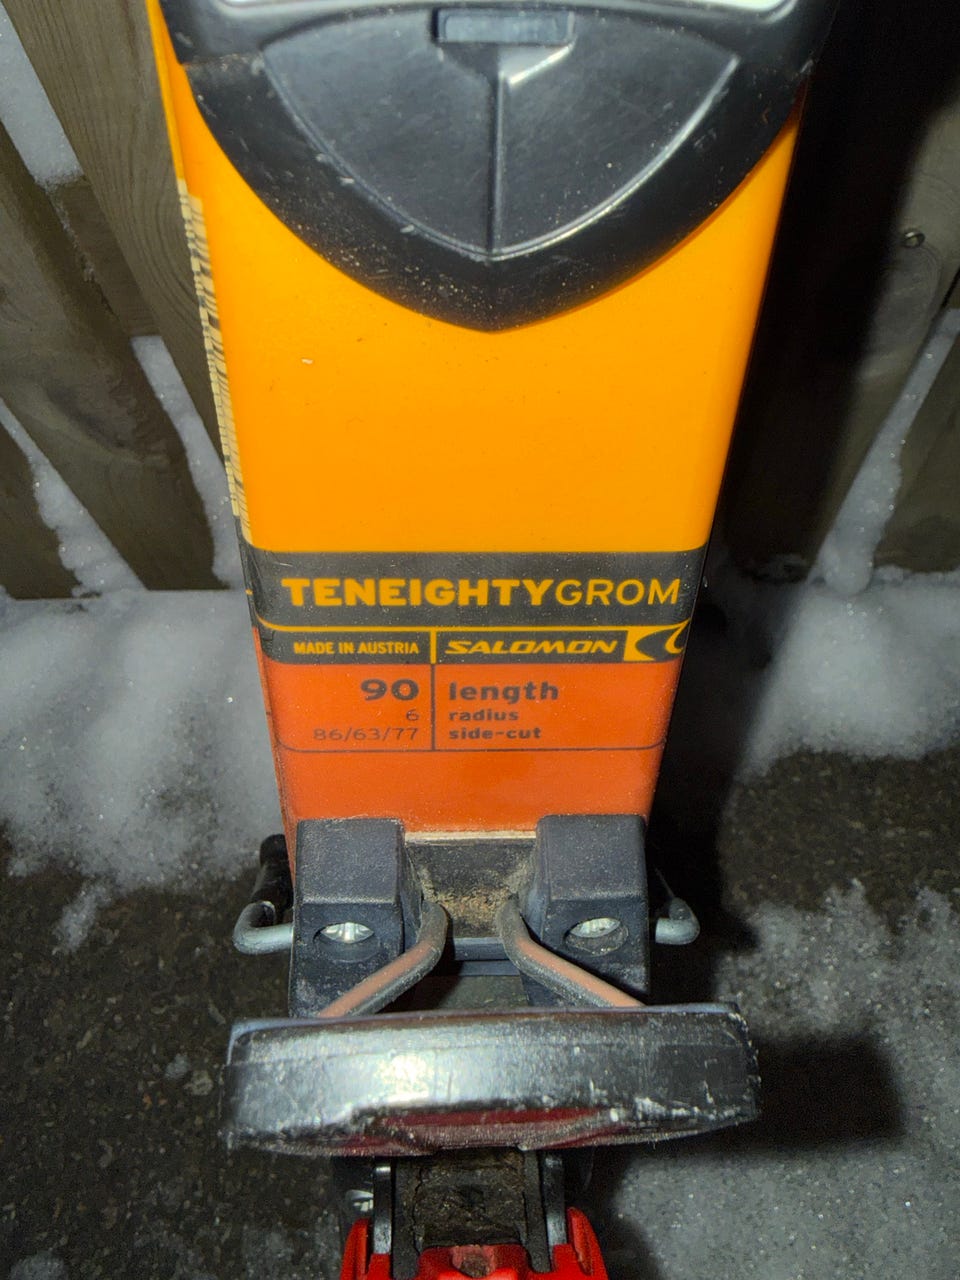 TENEIGHTYGROM
MADE IN AUSTRIA SALOMON
90 length
6 radius
86/63/77 side-cut